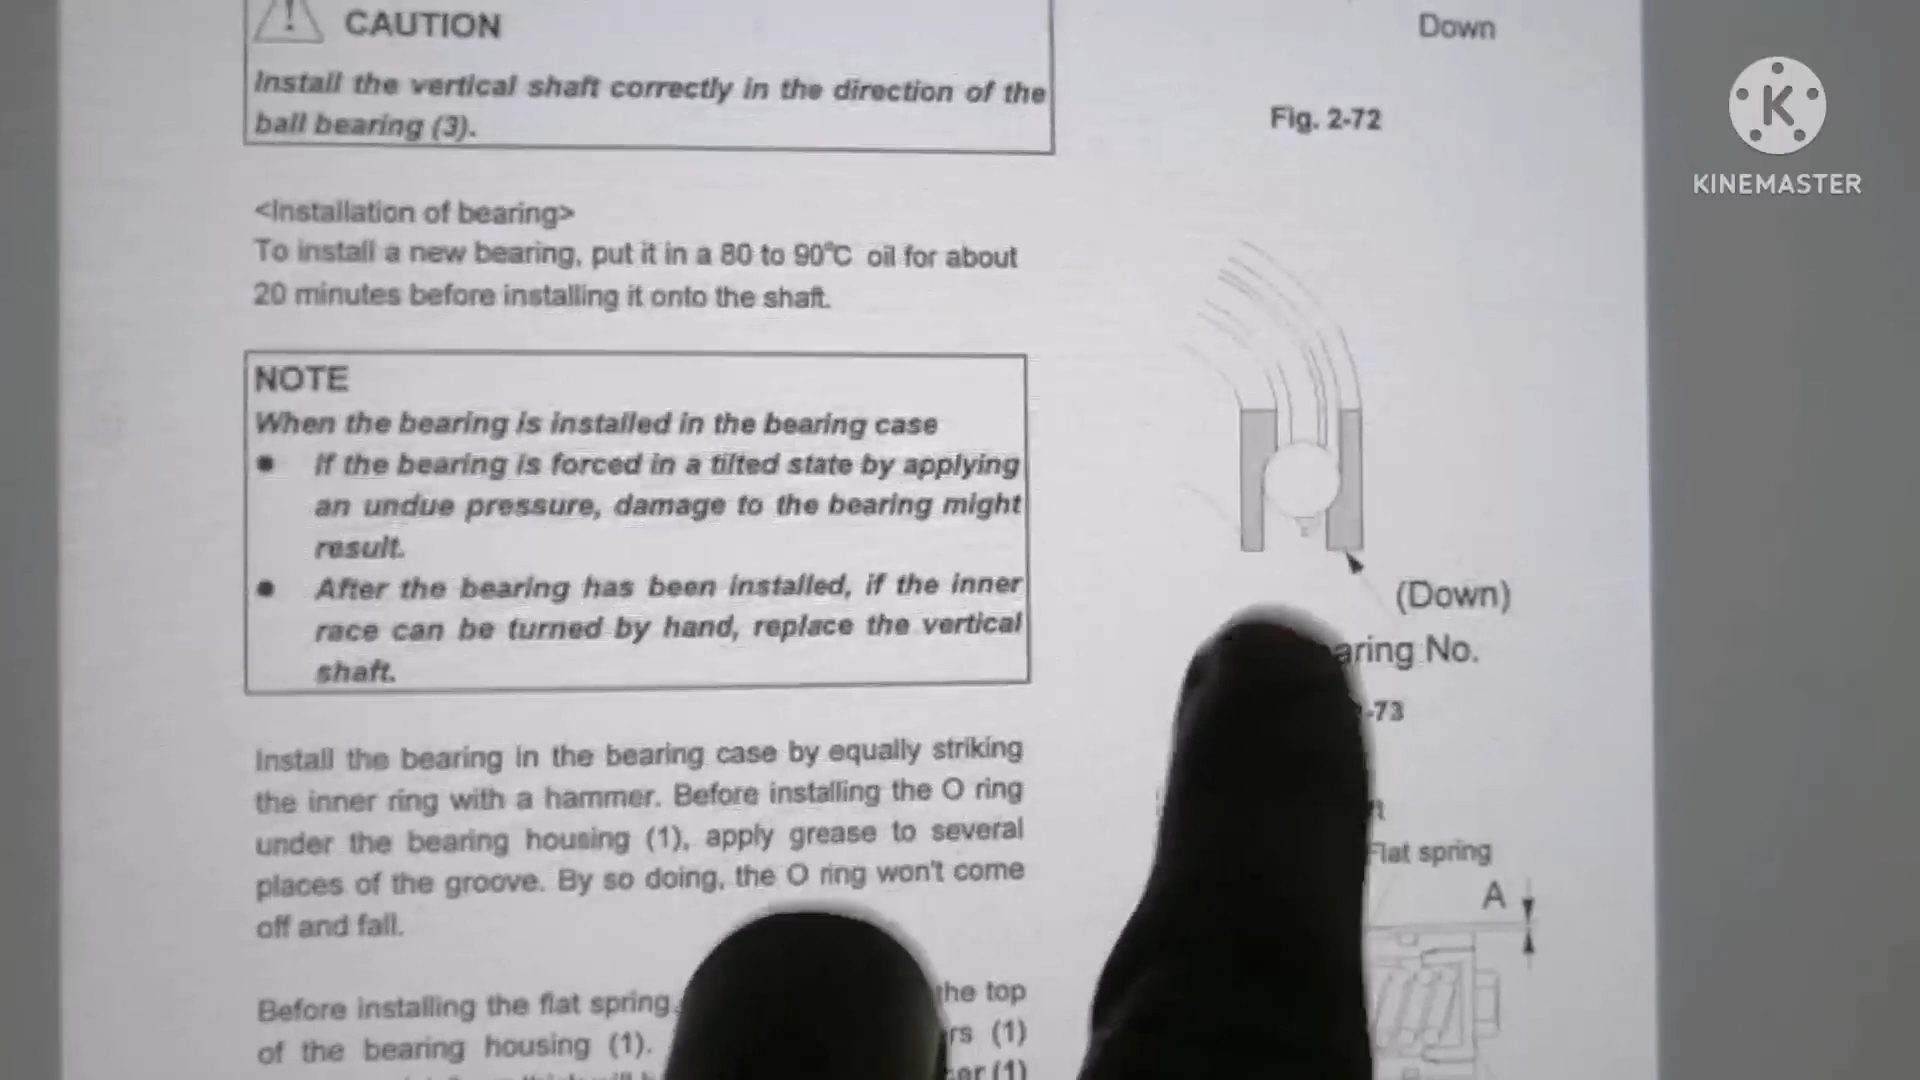 CAUTION
Install the vertical shaft correctly in the direction of the
ball bearing (3).
<Installation of bearing>
To install a new bearing, put it in a 80 to 90°C oil for about
20 minutes before installing it onto the shaft.
NOTE
When the bearing is installed in the bearing case
● If the bearing is forced in a tilted state by applying
an undue pressure, damage to the bearing might
result.
● After the bearing has been installed, if the inner
race can be turned by hand, replace the vertical
shaft.
Install the bearing in the bearing case by equally striking
the inner ring with a hammer. Before installing the O ring
under the bearing housing (1), apply grease to several
places of the groove. By so doing, the O ring won't come
off and fall.
Before installing the flat spring, the top
of the bearing housing (1). (1)
(1)
Down
Fig. 2-72
KINEMASTER
(Down)
No.
-73
Flat spring
A